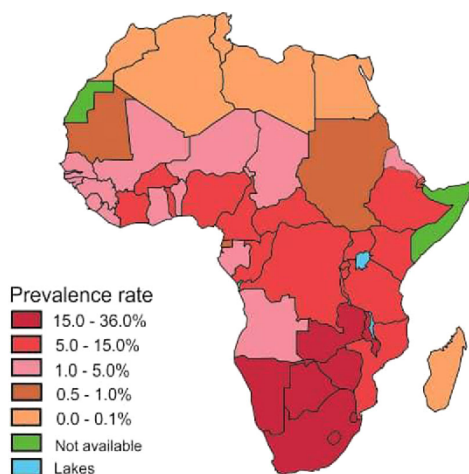 Prevalence rate
15.0 - 36.0%
5.0 - 15.0%
1.0 - 5.0%
0.5 - 1.0%
0.0 - 0.1%
Not available
Lakes